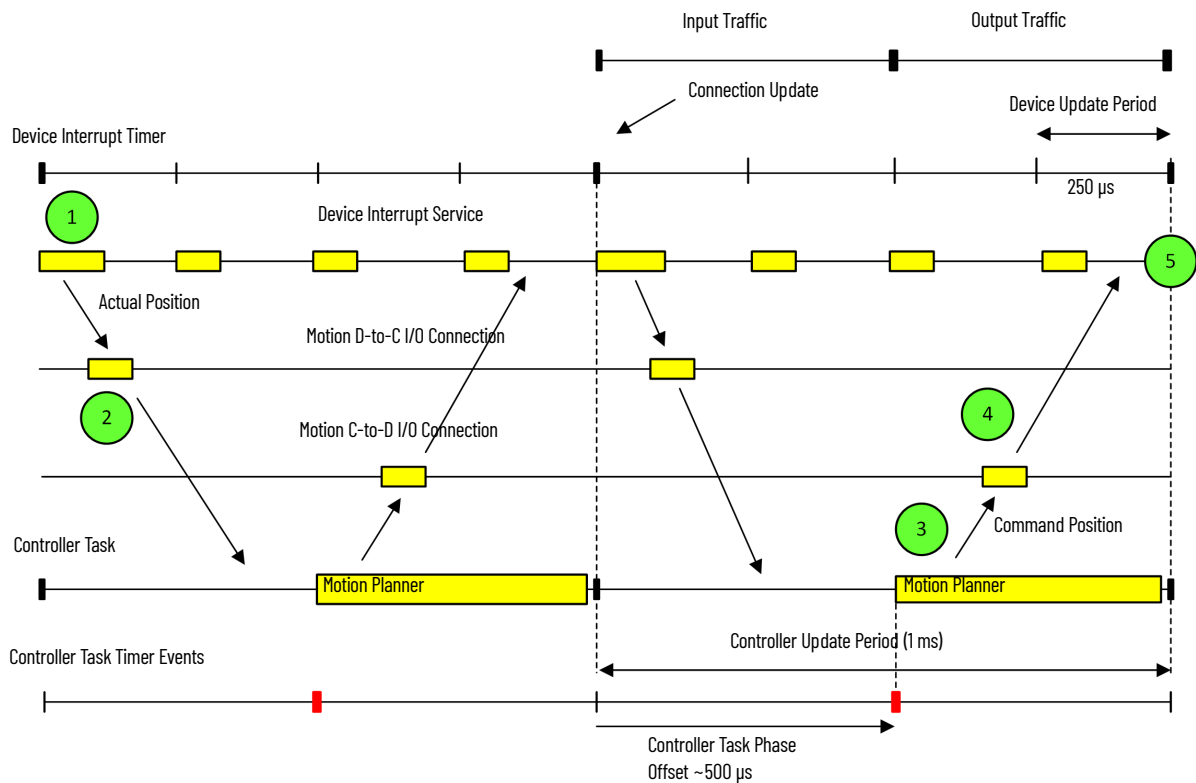 Input Traffic
Output Traffic
Connection Update
Device Update Period
Device Interrupt Timer
250 µs
1
Device Interrupt Service
5
Actual Position
Motion D-to-C I/O Connection
2
4
Motion C-to-D I/O Connection
3
Command Position
Controller Task
Motion Planner
Motion Planner
Controller Update Period (1 ms)
Controller Task Timer Events
Controller Task Phase
Offset ~500 µs